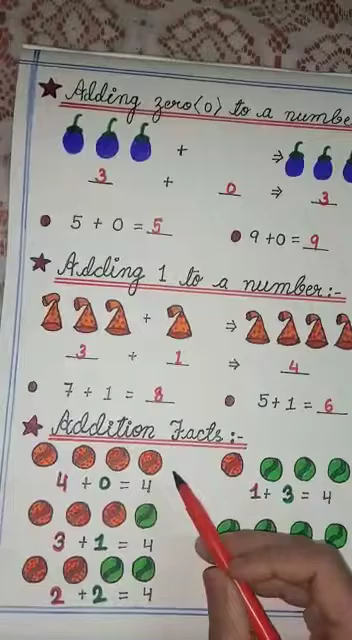 Adding zero(0) to a numbe
+ ⇒
3 + 0 ⇒ 3
5 + 0 = 5 9 + 0 = 9
Adding 1 to a number:-
+ ⇒
3 + 1 ⇒ 4
7 + 1 = 8 5 + 1 = 6
Addition Facts:-
4 + 0 = 4 1 + 3 = 4
3 + 1 = 4
2 + 2 = 4